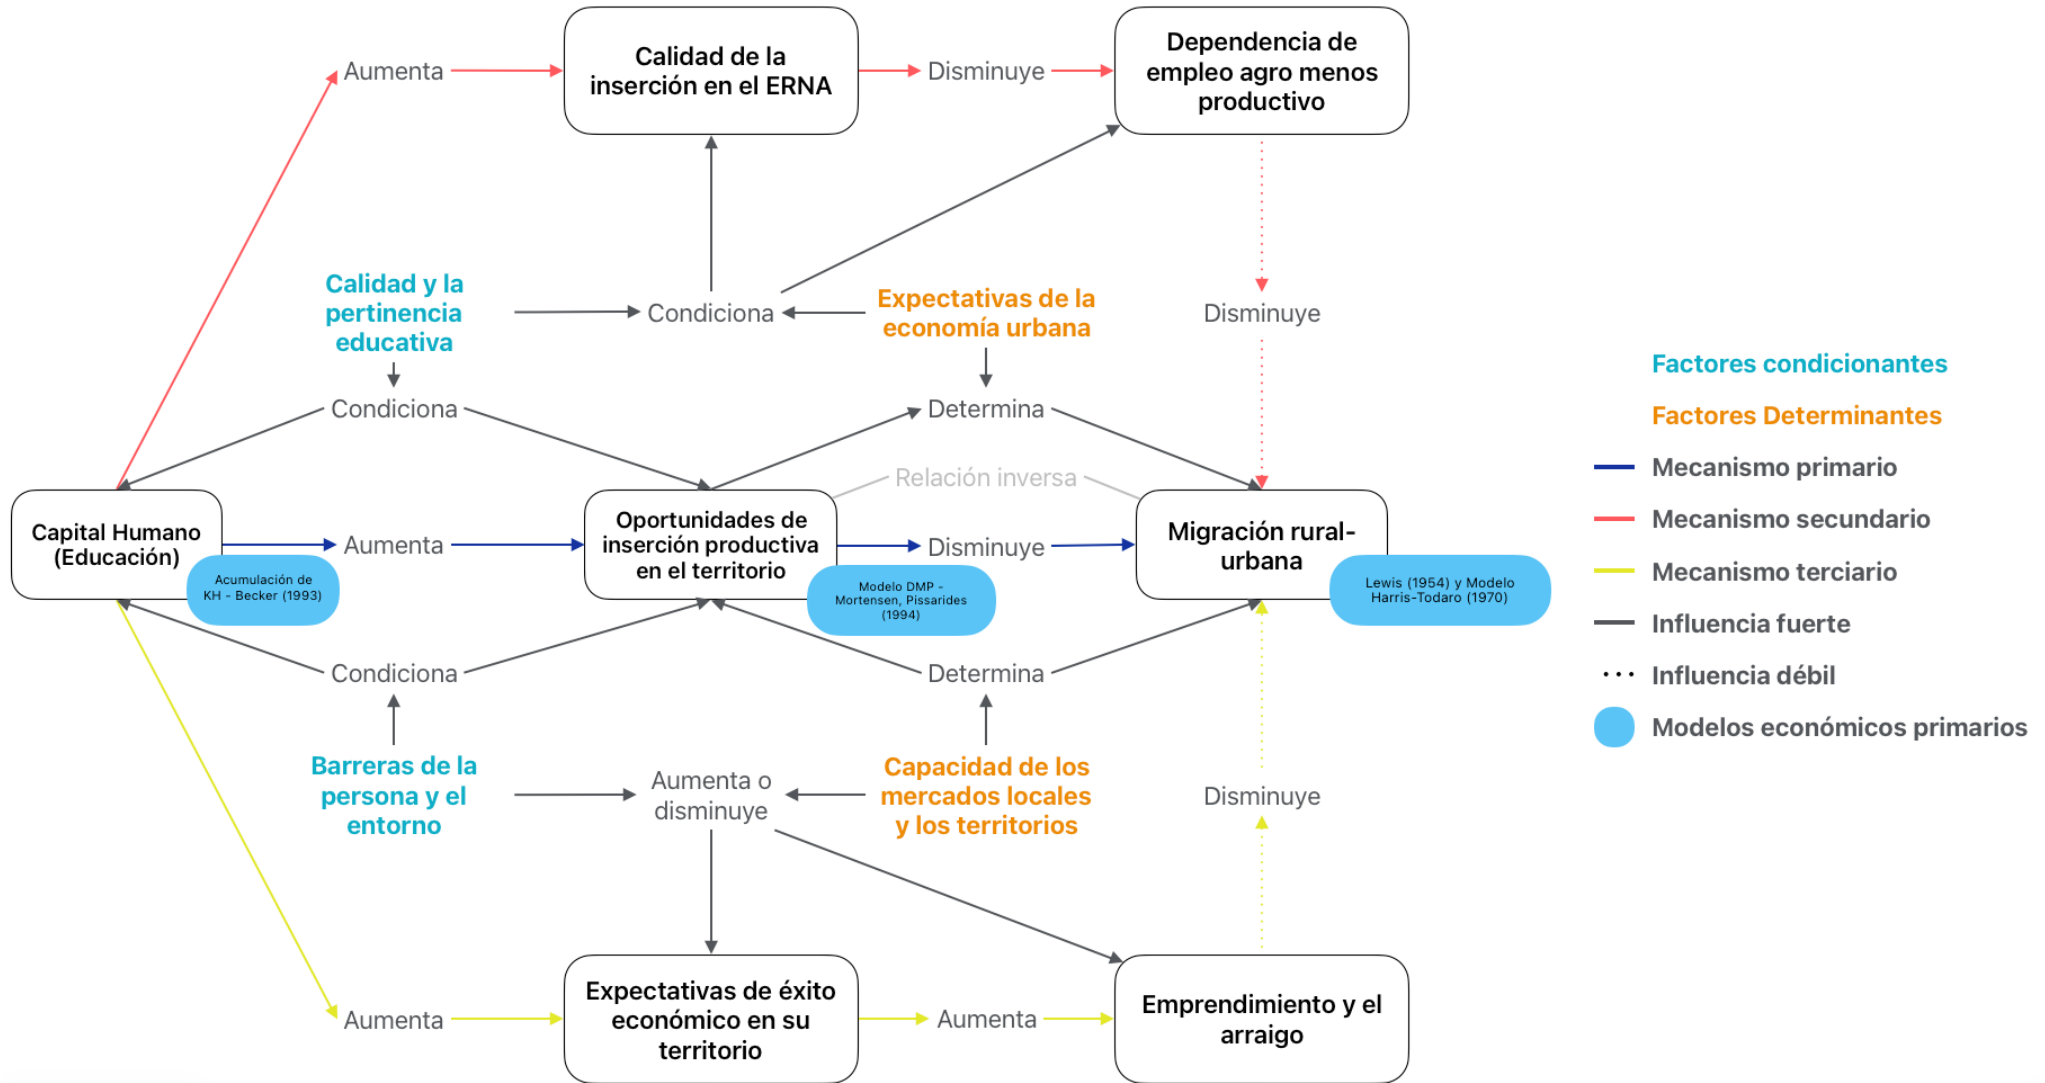 Aumenta
Calidad de la
inserción en el ERNA
Disminuye
Dependencia de
empleo agro menos
productivo
Calidad y la
pertinencia
educativa
Condiciona
Expectativas de la
economía urbana
Disminuye
Condiciona
Determina
Relación inversa
Capital Humano
(Educación)
Acumulación de
KH - Becker (1993)
Aumenta
Oportunidades de
inserción productiva
en el territorio
Modelo DMP -
Mortensen, Pissarides
(1994)
Disminuye
Migración rural-
urbana
Lewis (1954) y Modelo
Harris-Todaro (1970)
Condiciona
Determina
Barreras de la
persona y el
entorno
Aumenta o
disminuye
Capacidad de los
mercados locales
y los territorios
Disminuye
Aumenta
Expectativas de éxito
económico en su
territorio
Aumenta
Emprendimiento y el
arraigo
Factores condicionantes
Factores Determinantes
Mecanismo primario
Mecanismo secundario
Mecanismo terciario
Influencia fuerte
Influencia débil
Modelos económicos primarios